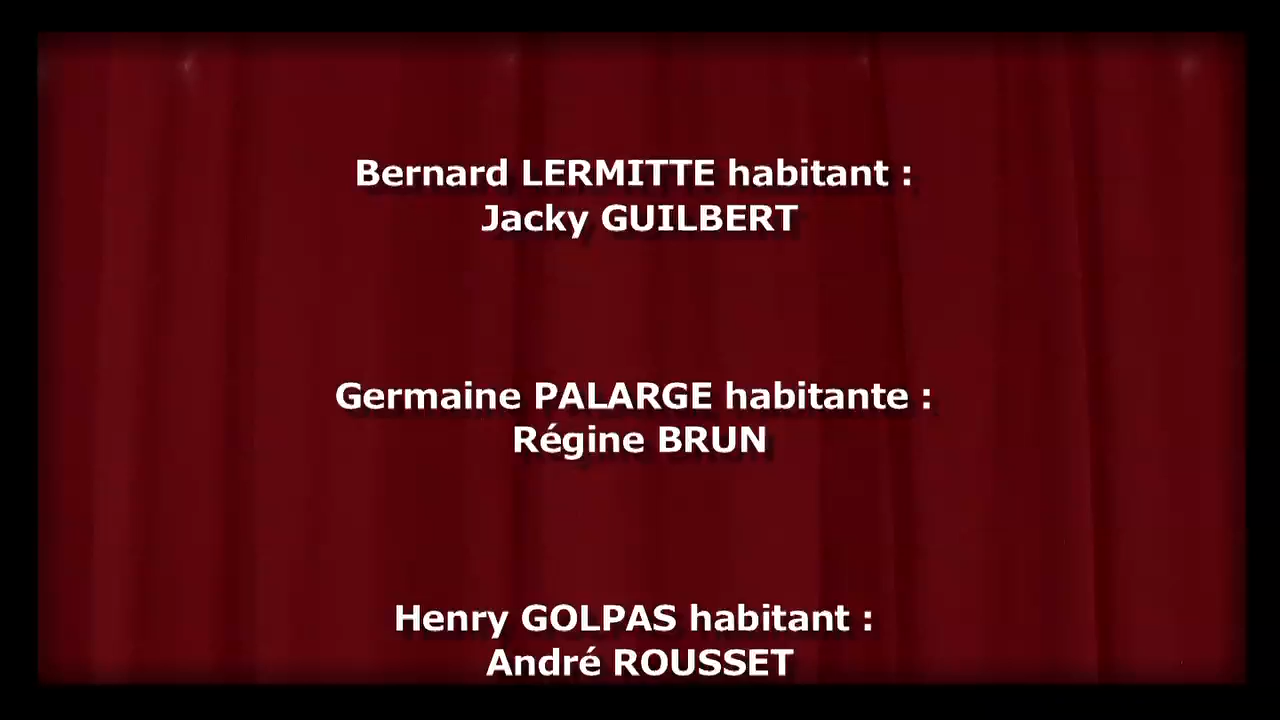 Bernard LERMITTE habitant :
Jacky GUILBERT
Germaine PALARGE habitante :
Régine BRUN
Henry GOLPAS habitant :
André ROUSSET